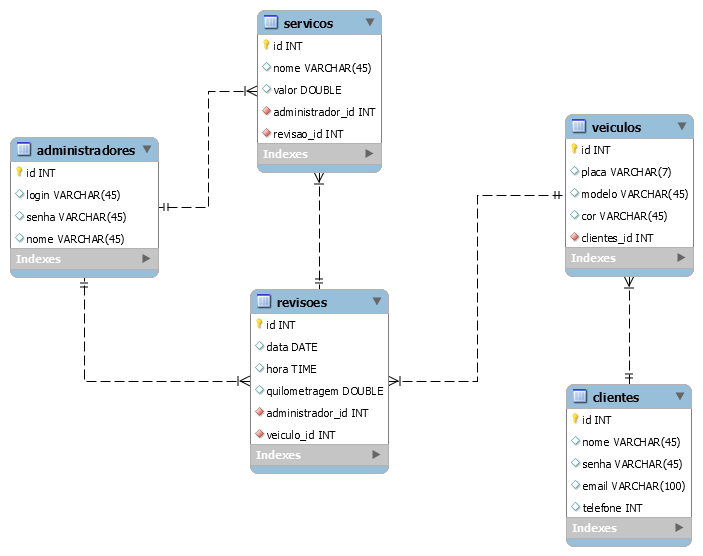 servicos
id INT
nome VARCHAR(45)
valor DOUBLE
administrador_id INT
revisao_id INT
Indexes
administradores
id INT
login VARCHAR(45)
senha VARCHAR(45)
nome VARCHAR(45)
Indexes
veiculos
id INT
placa VARCHAR(7)
modelo VARCHAR(45)
cor VARCHAR(45)
clientes_id INT
Indexes
revisoes
id INT
data DATE
hora TIME
quilometragem DOUBLE
administrador_id INT
veiculo_id INT
Indexes
clientes
id INT
nome VARCHAR(45)
senha VARCHAR(45)
email VARCHAR(100)
telefone INT
Indexes